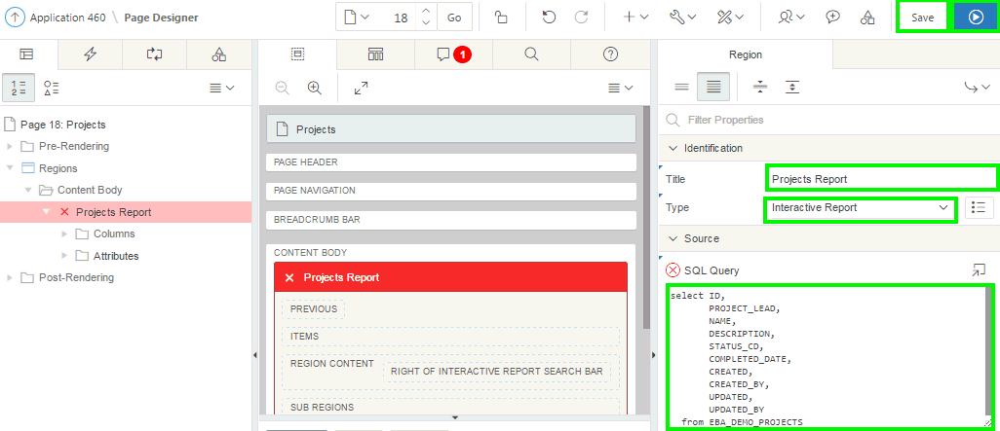 Application 460 \ Page Designer
18
Go
Save
Page 18: Projects
Pre-Rendering
Regions
Content Body
Projects Report
Columns
Attributes
Post-Rendering
1
Projects
PAGE HEADER
PAGE NAVIGATION
BREADCRUMB BAR
CONTENT BODY
Projects Report
PREVIOUS
ITEMS
REGION CONTENT
RIGHT OF INTERACTIVE REPORT SEARCH BAR
SUB REGIONS
Region
Filter Properties
Identification
Title
Projects Report
Type
Interactive Report
Source
SQL Query
select ID,
PROJECT_LEAD,
NAME,
DESCRIPTION,
STATUS_CD,
COMPLETED_DATE,
CREATED,
CREATED_BY,
UPDATED,
UPDATED_BY
from EBA_DEMO_PROJECTS